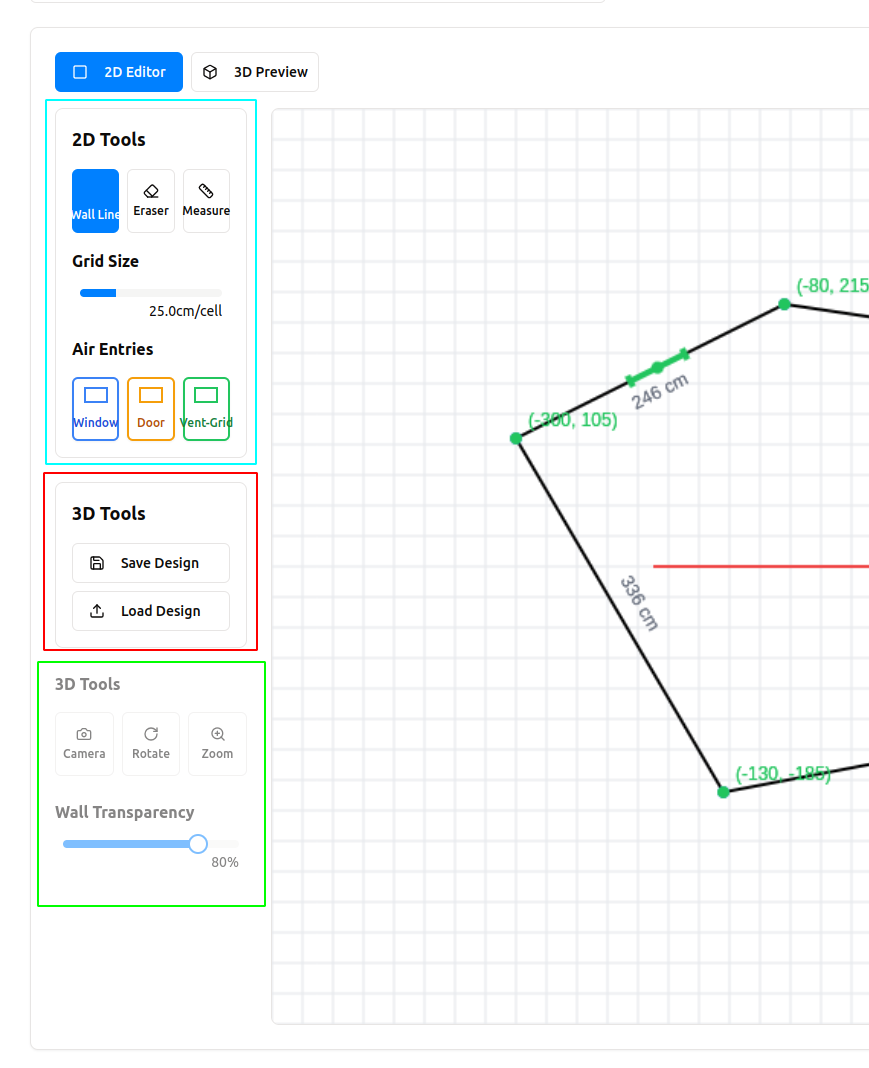 2D Editor
3D Preview
2D Tools
Wall Line
Eraser
Measure
Grid Size
25.0cm/cell
Air Entries
Window
Door
Vent-Grid
3D Tools
Save Design
Load Design
3D Tools
Camera
Rotate
Zoom
Wall Transparency
80%
(-80, 215
246 cm
(-300, 105)
336 cm
(-130, -185)